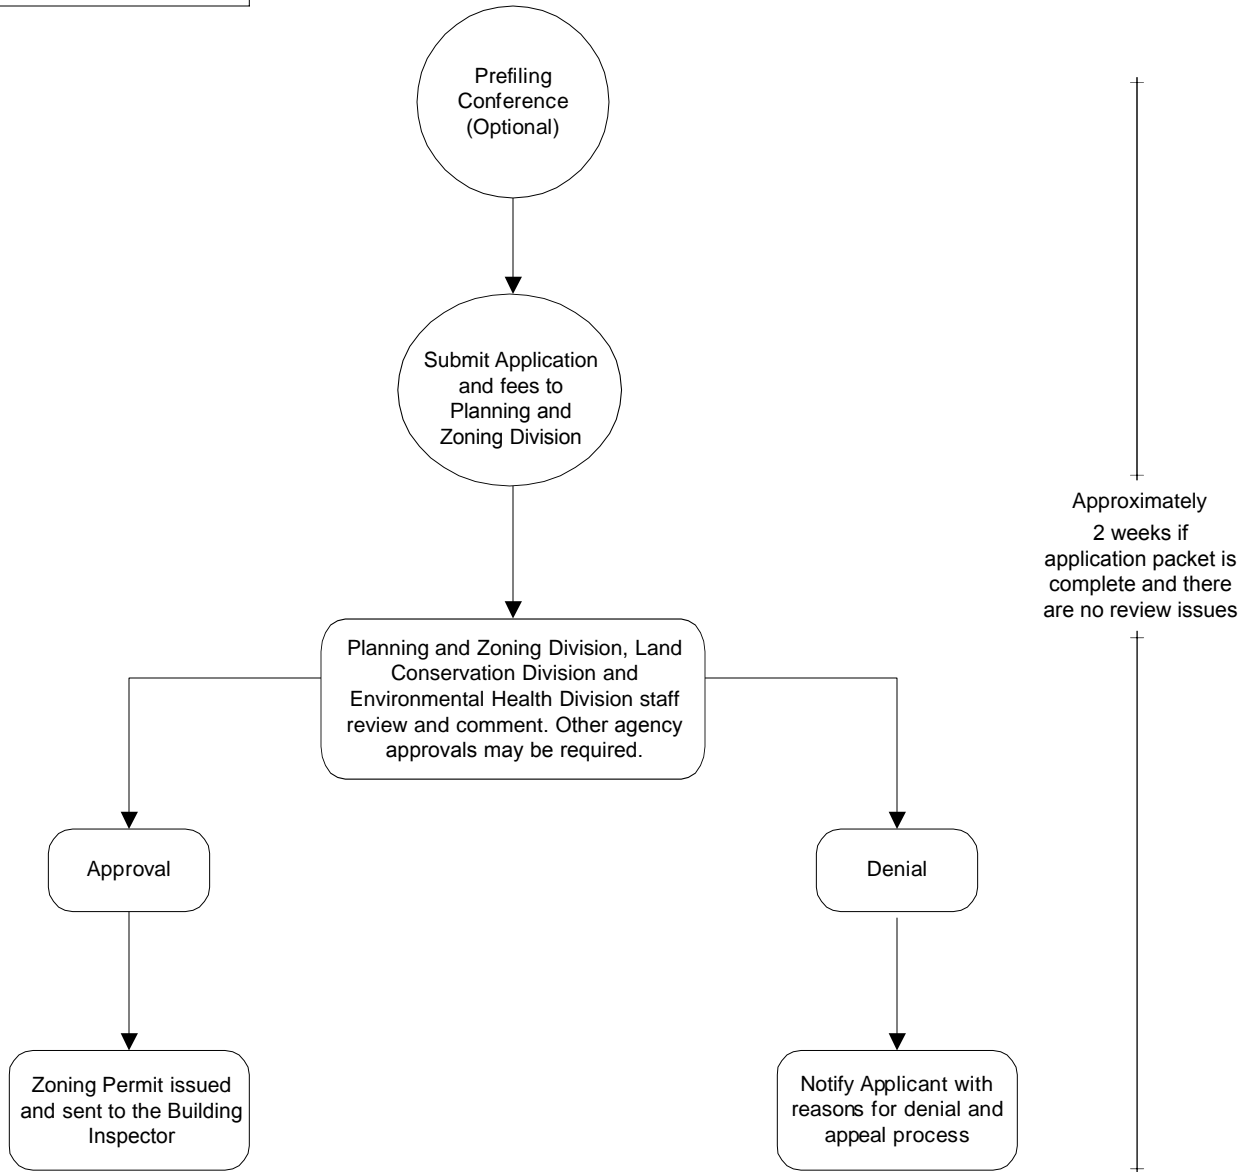 Prefiling
Conference
(Optional)
Submit Application
and fees to
Planning and
Zoning Division
Approximately
2 weeks if
application packet is
complete and there
are no review issues
Planning and Zoning Division, Land
Conservation Division and
Environmental Health Division staff
review and comment. Other agency
approvals may be required.
Approval
Denial
Zoning Permit issued
and sent to the Building
Inspector
Notify Applicant with
reasons for denial and
appeal process